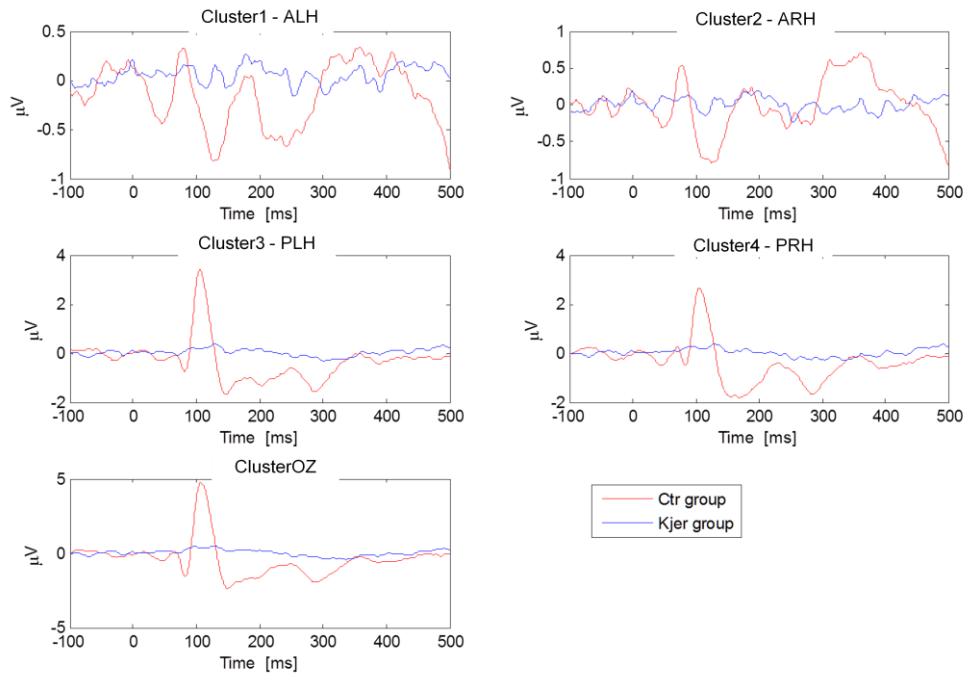 Cluster1 - ALH
0.5
0
-0.5
-1
μV
-100 0 100 200 300 400 500
Time [ms]
Cluster2 - ARH
1
0.5
0
0.5
1
μV
-100 0 100 200 300 400 500
Time [ms]
Cluster3 - PLH
4
2
0
-2
μV
-100 0 100 200 300 400 500
Time [ms]
Cluster4 - PRH
4
2
0
-2
μV
-100 0 100 200 300 400 500
Time [ms]
ClusterOZ
5
0
-5
μV
-100 0 100 200 300 400 500
Time [ms]
Ctr group
Kjer group